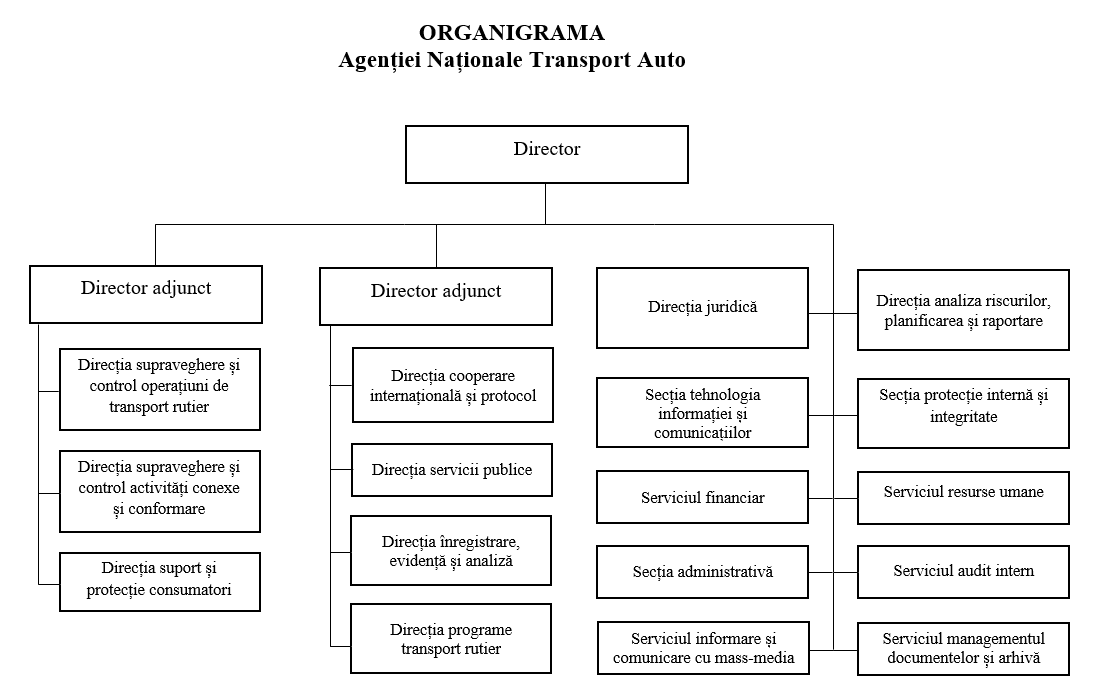 ORGANIGRAMA
Agenției Naționale Transport Auto
Director
Director adjunct
Direcția supraveghere și
control operațiuni de
transport rutier
Direcția supraveghere și
control activități conexe
și conformare
Direcția suport și
protecție consumatori
Director adjunct
Direcția cooperare
internațională și protocol
Direcția servicii publice
Direcția înregistrare,
evidență și analiză
Direcția programe
transport rutier
Direcția juridică
Secția tehnologia
informației și
comunicațiilor
Serviciul financiar
Secția administrativă
Serviciul informare și
comunicare cu mass-media
Direcția analiza riscurilor,
planificarea și raportare
Secția protecție internă și
integritate
Serviciul resurse umane
Serviciul audit intern
Serviciul managementul
documentelor și arhivă